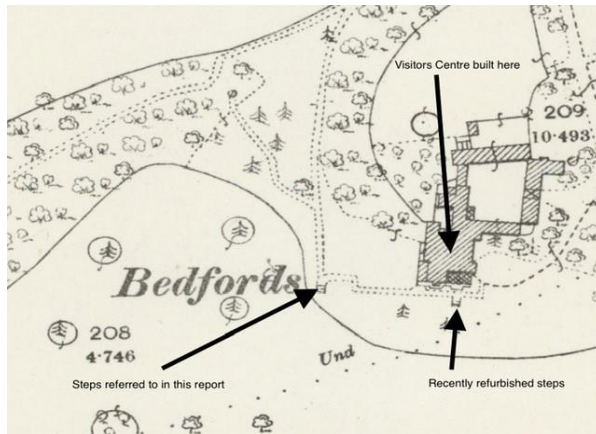 Visitors Centre built here
209
10·493
Bedfords
208
4·746
Und
Steps referred to in this report
Recently refurbished steps